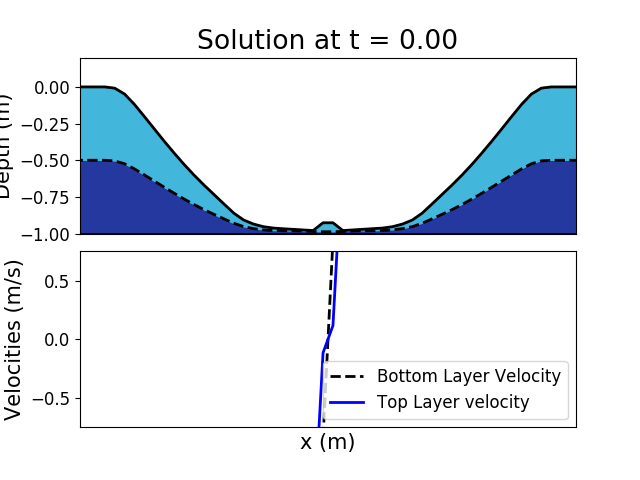 Solution at t = 0.00
Depth (m)
0.00
−0.25
−0.50
−0.75
−1.00
Velocities (m/s)
0.5
0.0
−0.5
Bottom Layer Velocity
Top Layer velocity
x (m)